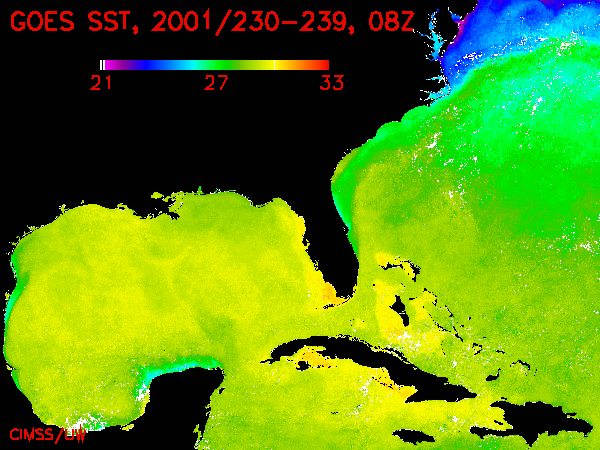 GOES SST, 2001/230-239, 08Z
21 27 33
CIMSS/UW